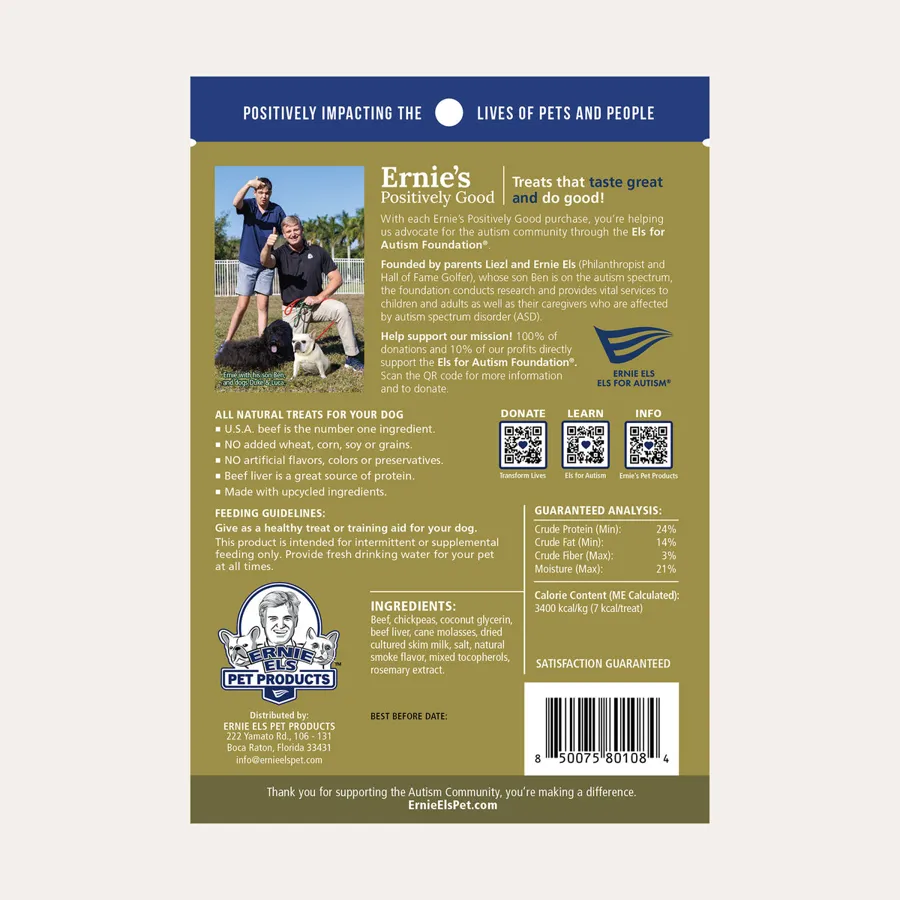 POSITIVELY IMPACTING THE LIVES OF PETS AND PEOPLE
Ernie's
Positively Good
Treats that taste great
and do good!
With each Ernie's Positively Good purchase, you're helping
us advocate for the autism community through the Els for
Autism Foundation®.
Founded by parents Liezl and Ernie Els (Philanthropist and
Hall of Fame Golfer), whose son Ben is on the autism spectrum,
the foundation conducts research and provides vital services to
children and adults as well as their caregivers who are affected
by autism spectrum disorder (ASD).
Help support our mission! 100% of
donations and 10% of our profits directly
support the Els for Autism Foundation®.
Scan the QR code for more information
and to donate.
ERNIE ELS
ELS FOR AUTISM®
Ernie with his son Ben
and dogs Duke & Luca
ALL NATURAL TREATS FOR YOUR DOG
▪ U.S.A. beef is the number one ingredient.
▪ NO added wheat, corn, soy or grains.
▪ NO artificial flavors, colors or preservatives.
▪ Beef liver is a great source of protein.
▪ Made with upcycled ingredients.
DONATE LEARN INFO
Transform Lives Els for Autism Ernie's Pet Products
FEEDING GUIDELINES:
Give as a healthy treat or training aid for your dog.
This product is intended for intermittent or supplemental
feeding only. Provide fresh drinking water for your pet
at all times.
GUARANTEED ANALYSIS:
Crude Protein (Min): 24%
Crude Fat (Min): 14%
Crude Fiber (Max): 3%
Moisture (Max): 21%
Calorie Content (ME Calculated):
3400 kcal/kg (7 kcal/treat)
SATISFACTION GUARANTEED
INGREDIENTS:
Beef, chickpeas, coconut glycerin,
beef liver, cane molasses, dried
cultured skim milk, salt, natural
smoke flavor, mixed tocopherols,
rosemary extract.
BEST BEFORE DATE:
ERNIE
ELS
PET PRODUCTS
™
Distributed by:
ERNIE ELS PET PRODUCTS
222 Yamato Rd., 106 - 131
Boca Raton, Florida 33431
info@ernieelspet.com
8 50075 80108 4
Thank you for supporting the Autism Community, you're making a difference.
ErnieElsPet.com